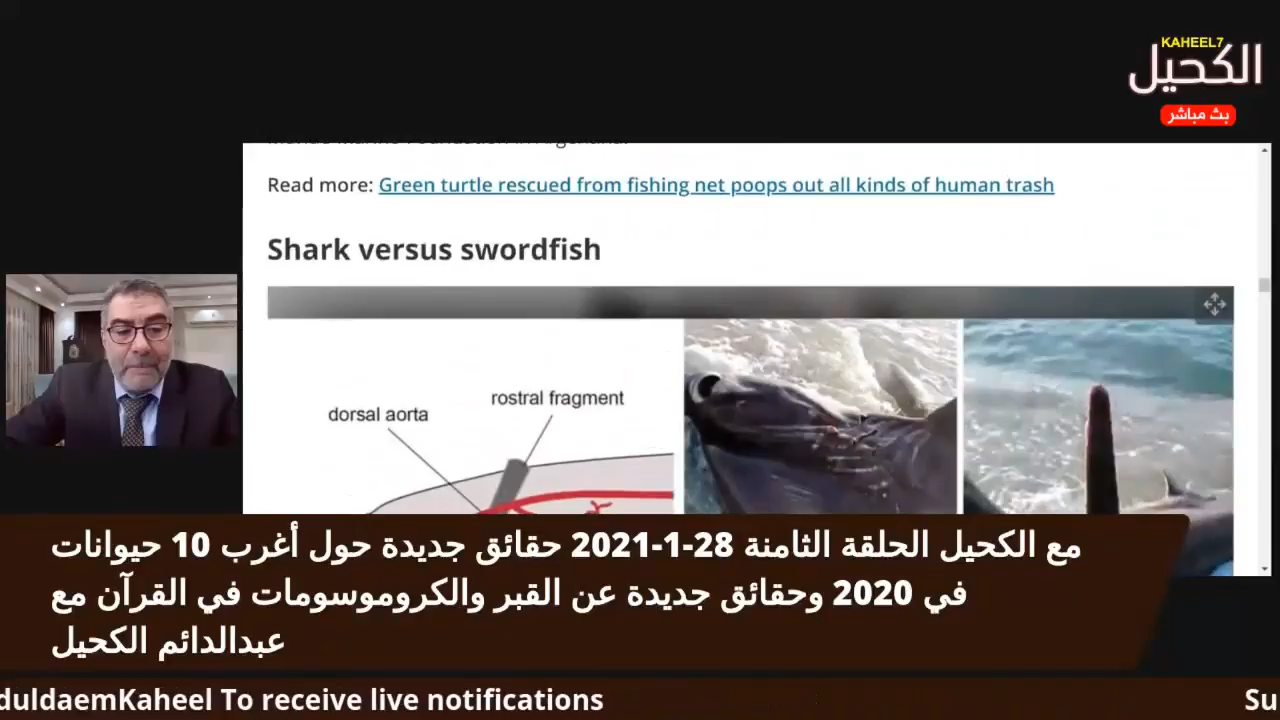 KAHEEL7
الكحيل
بث مباشر
Read more: Green turtle rescued from fishing net poops out all kinds of human trash
Shark versus swordfish
rostral fragment
dorsal aorta
مع الكحيل الحلقة الثامنة 28-1-2021 حقائق جديدة حول أغرب 10 حيوانات
في 2020 وحقائق جديدة عن القبر والكروموسومات في القرآن مع
عبدالدائم الكحيل
duldaemKaheel To receive live notifications
Su